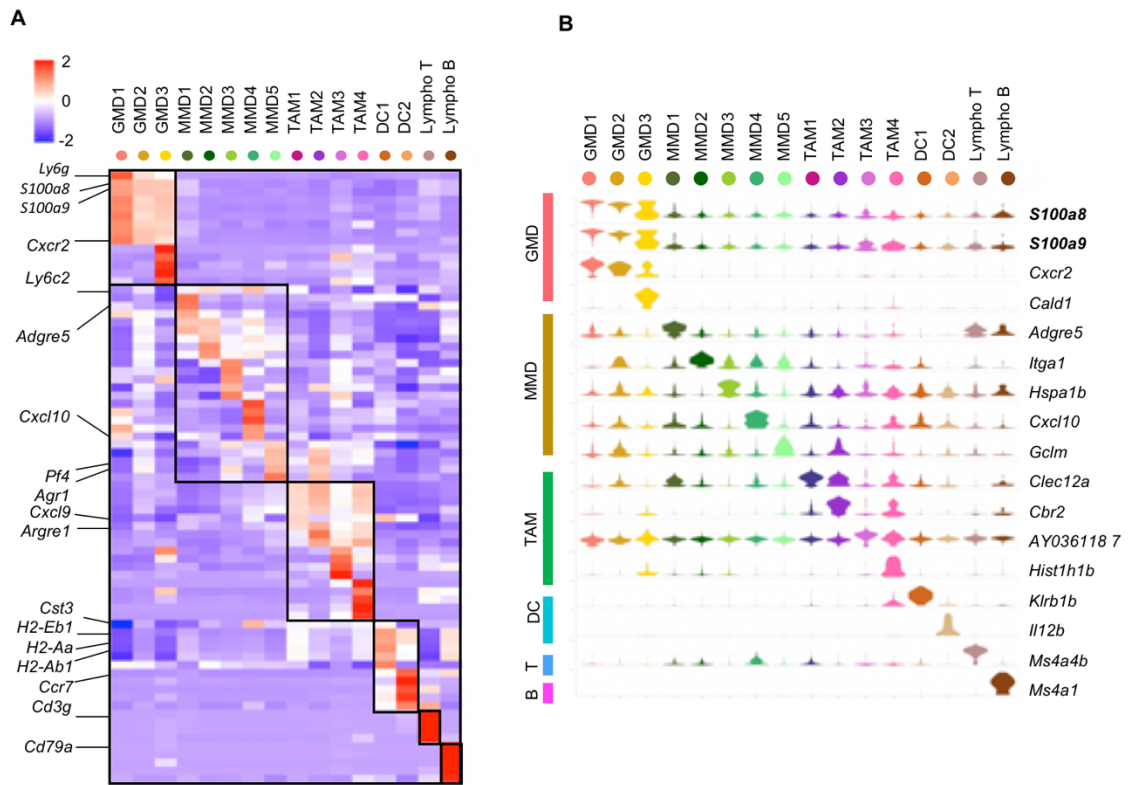 A
2
0
-2
GMD1
GMD2
GMD3
MMD1
MMD2
MMD3
MMD4
MMD5
TAM1
TAM2
TAM3
TAM4
DC1
DC2
Lympho T
Lympho B
Ly6g
S100a8
S100a9
Cxcr2
Ly6c2
Adgre5
Cxcl10
Pf4
Agr1
Cxcl9
Argre1
Cst3
H2-Eb1
H2-Aa
H2-Ab1
Ccr7
Cd3g
Cd79a
B
GMD1
GMD2
GMD3
MMD1
MMD2
MMD3
MMD4
MMD5
TAM1
TAM2
TAM3
TAM4
DC1
DC2
Lympho T
Lympho B
GMD
MMD
TAM
DC
T
B
S100a8
S100a9
Cxcr2
Cald1
Adgre5
Itga1
Hspa1b
Cxcl10
Gclm
Clec12a
Cbr2
AY036118 7
Hist1h1b
Klrb1b
Il12b
Ms4a4b
Ms4a1